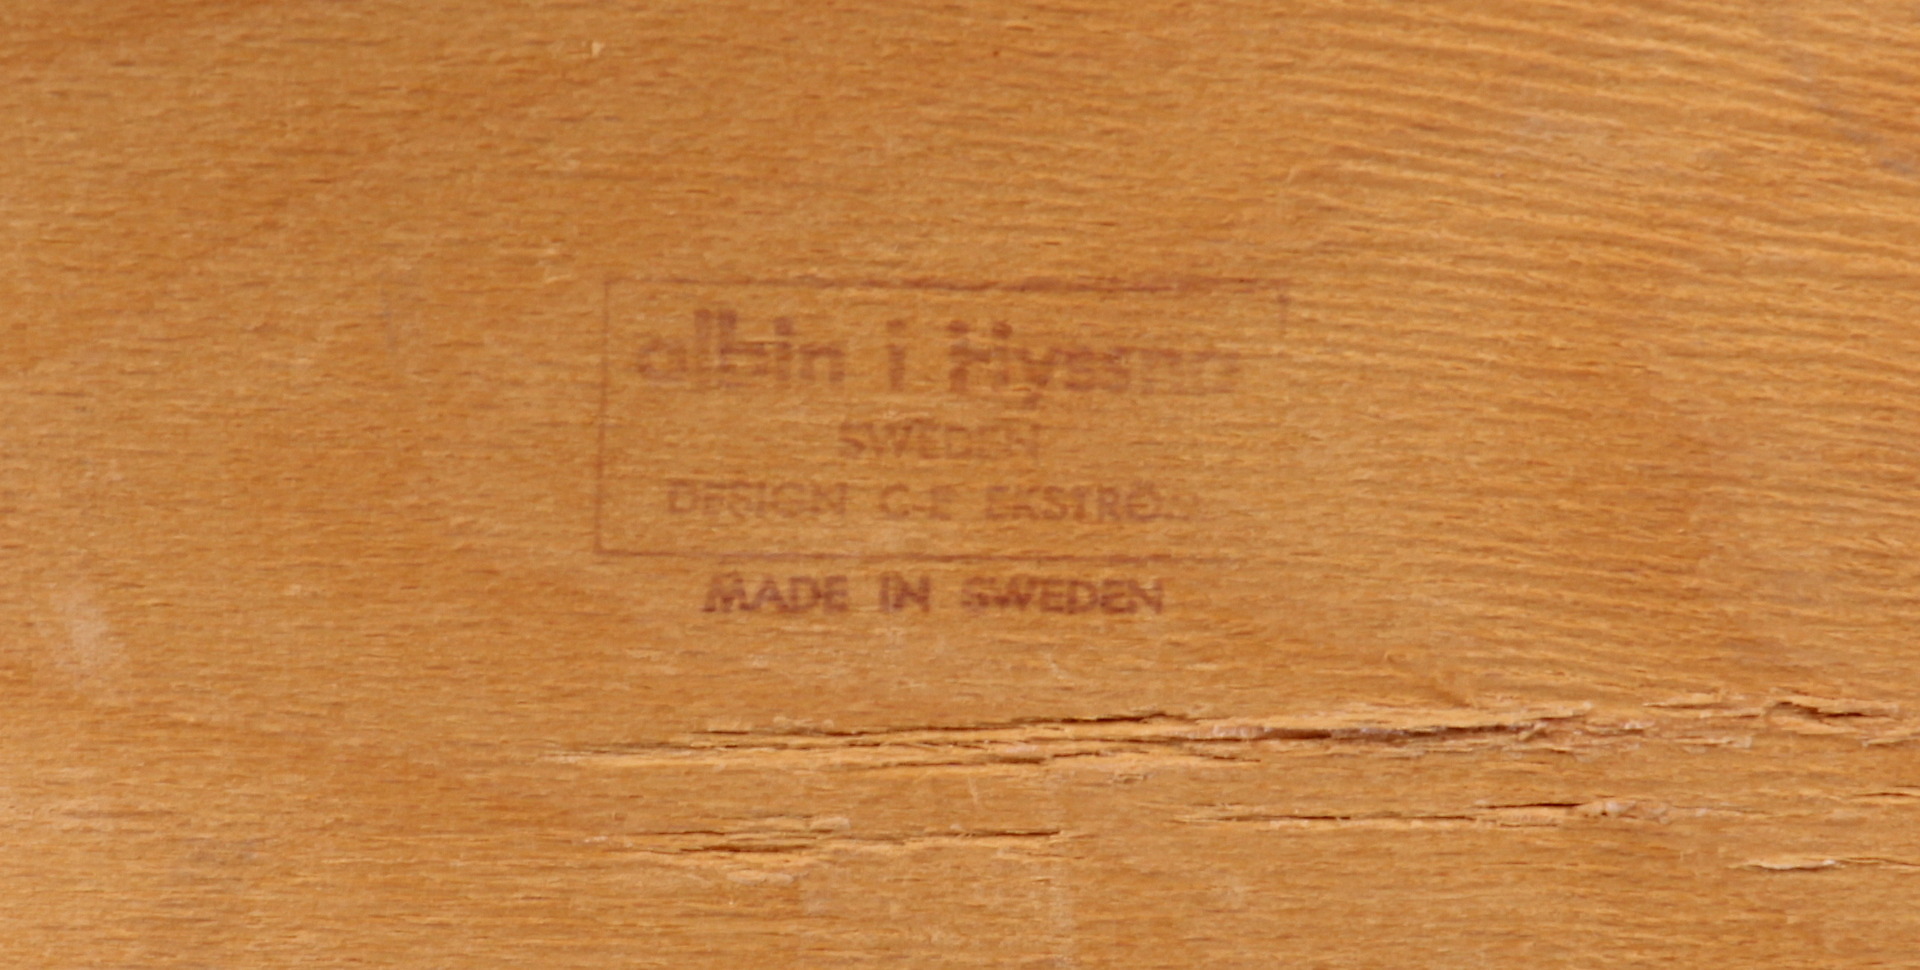 albin i Hyssna
SWEDEN
DESIGN C-E EKSTRÖM
MADE IN SWEDEN